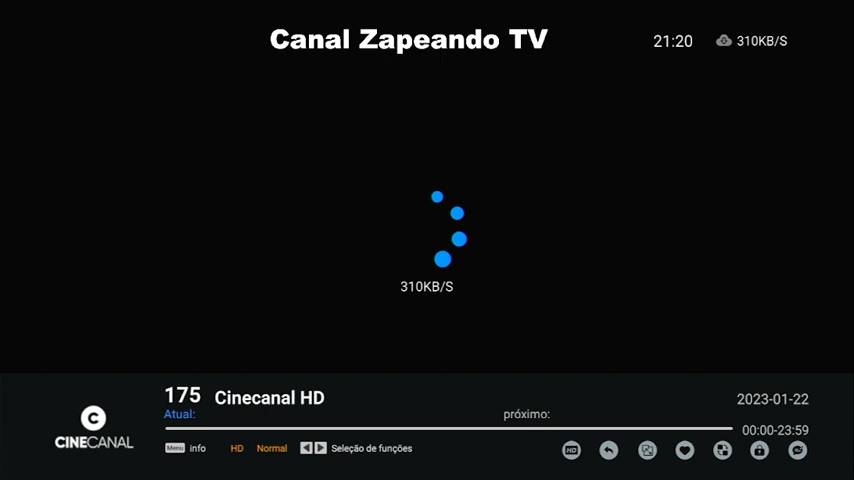 Canal Zapeando TV
21:20
310KB/S
310KB/S
175 Cinecanal HD
2023-01-22
Atual:
próximo:
00:00-23:59
C
CINECANAL
Menu info HD Normal Seleção de funções
HD